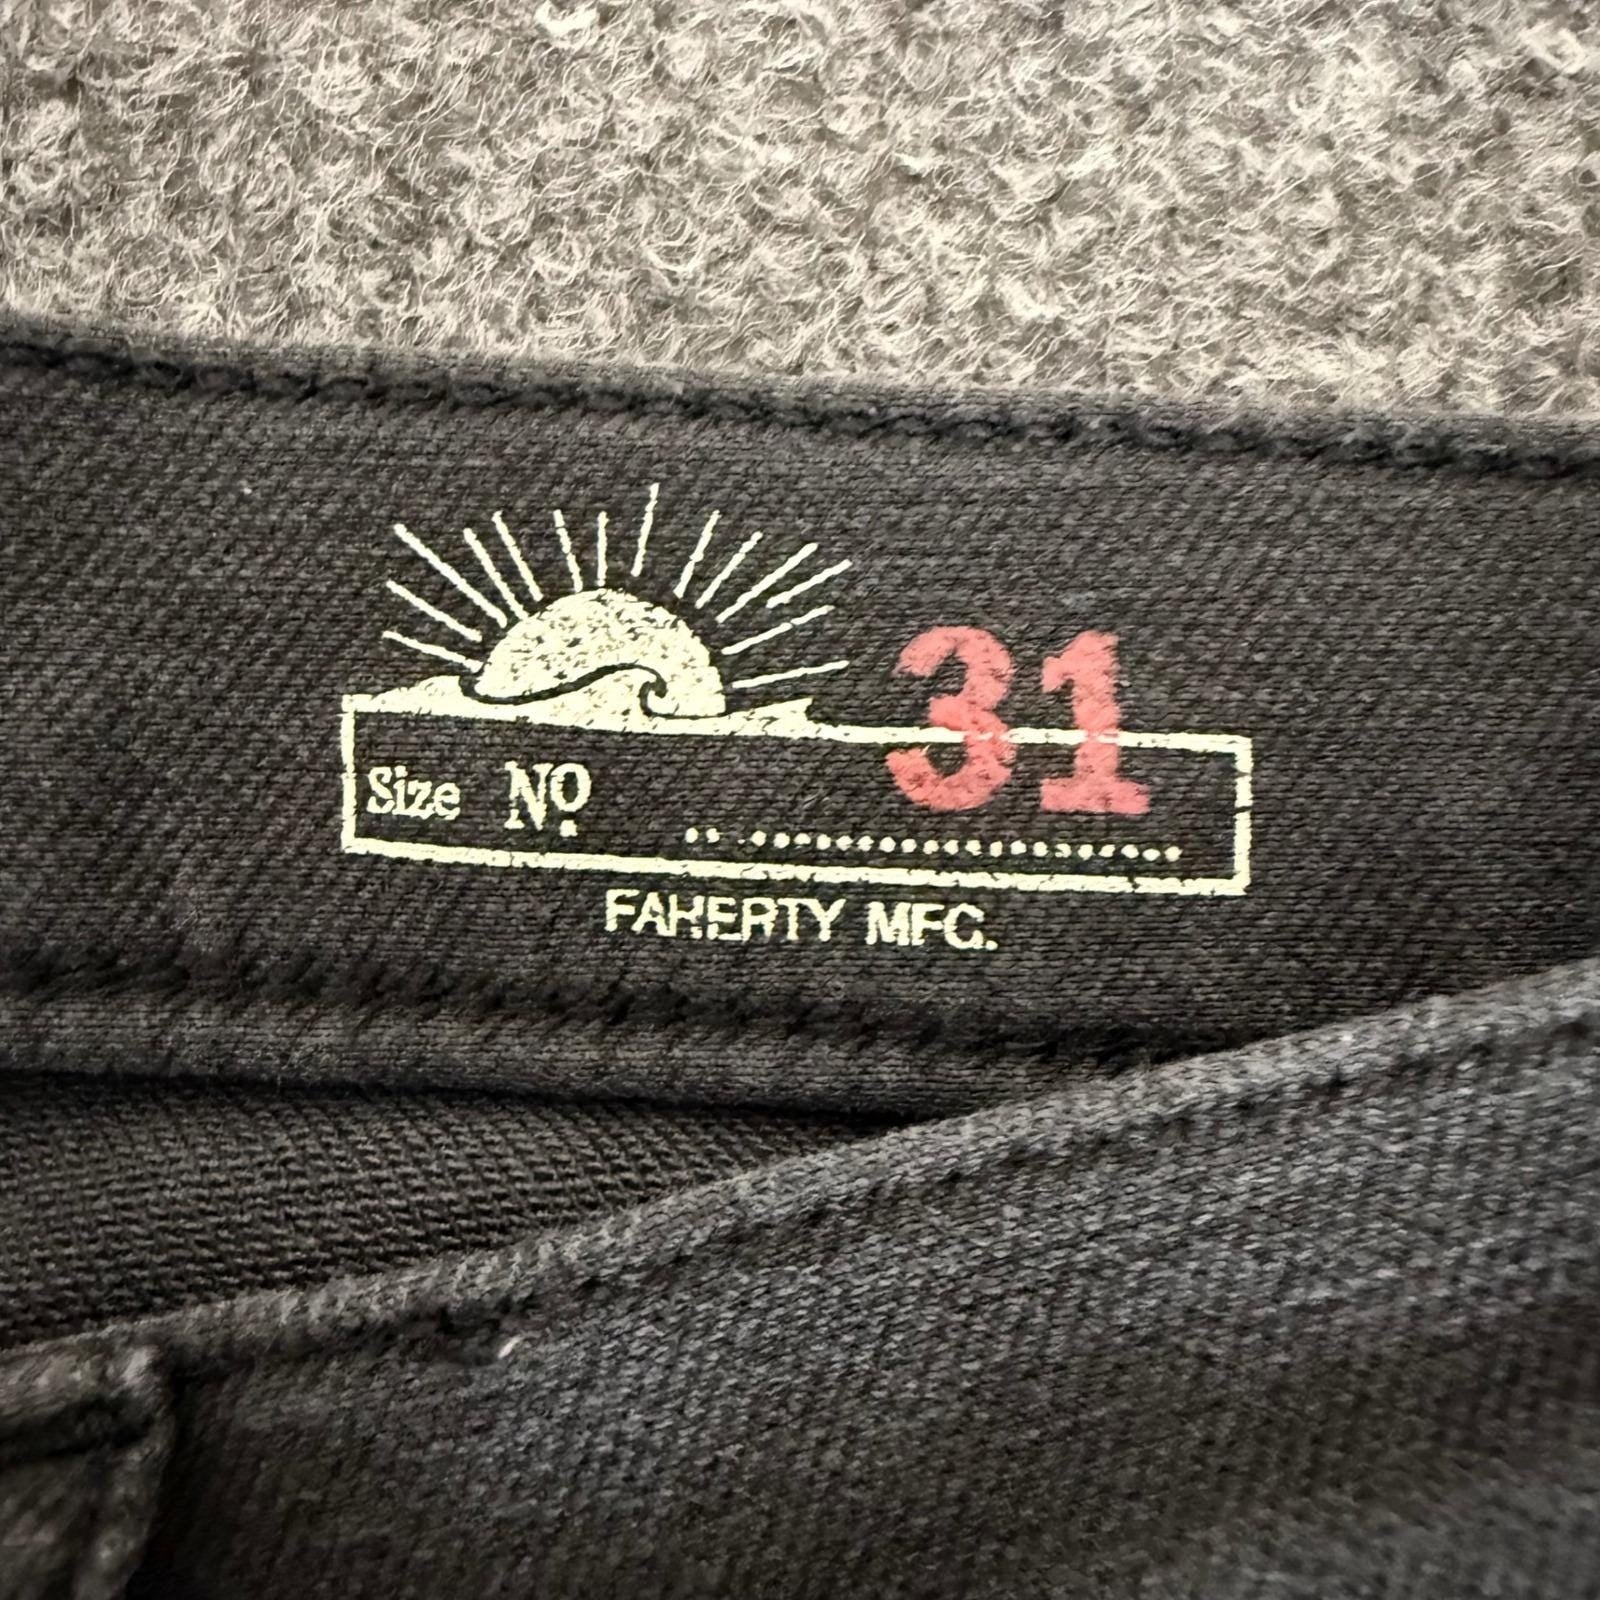 31
Size Nº
FAHERTY MFG.